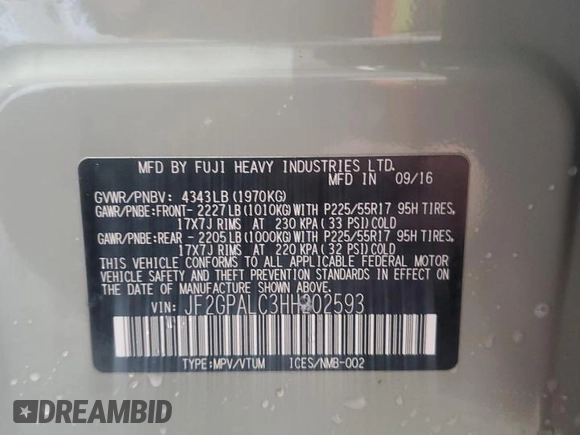 MFD BY FUJI HEAVY INDUSTRIES LTD.
MFD IN 09/16
GVWR/PNBV: 4343LB (1970KG)
GAWR/PNBE:FRONT- 2227LB (1010KG) WITH P225/55R17 95H TIRES,
17X7J RIMS AT 230 KPA (33 PSI) COLD
GAWR/PNBE:REAR - 2205LB (1000KG) WITH P225/55R17 95H TIRES,
17X7J RIMS AT 220 KPA (32 PSI) COLD
THIS VEHICLE CONFORMS TO ALL APPLICABLE FEDERAL MOTOR
VEHICLE SAFETY AND THEFT PREVENTION STANDARDS IN EFFECT ON THE
DATE OF MANUFACTURE SHOWN ABOVE.
VIN: JF2GPALC3HH202593
TYPE:MPV/VTUM ICES/NMB-002
DREAMBID